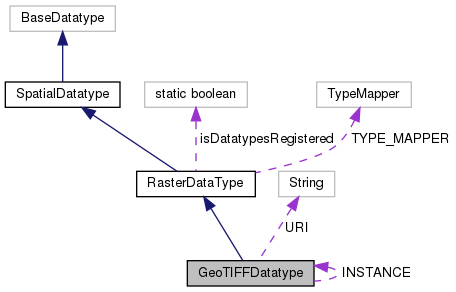 BaseDatatype
SpatialDatatype
static boolean
TypeMapper
isDatatypesRegistered
TYPE_MAPPER
RasterDataType
String
URI
GeoTIFFDatatype
INSTANCE